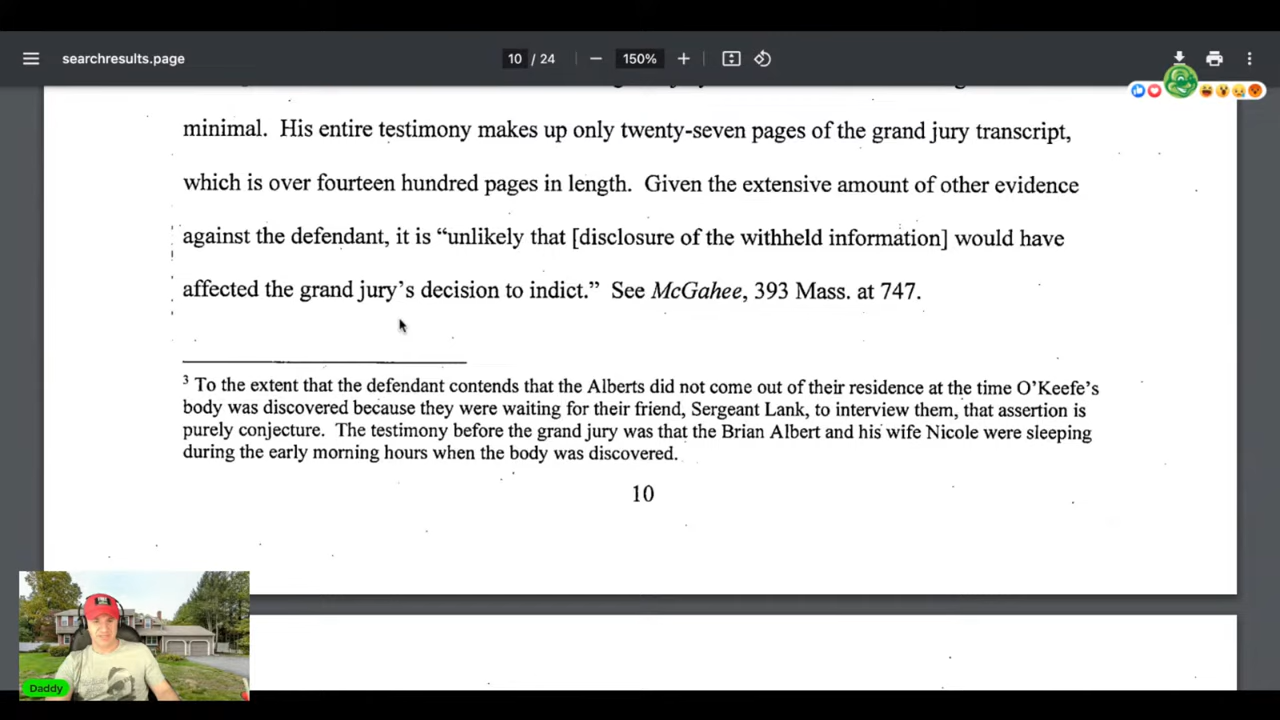 searchresults.page
10 / 24
150%
minimal. His entire testimony makes up only twenty-seven pages of the grand jury transcript,
which is over fourteen hundred pages in length. Given the extensive amount of other evidence
against the defendant, it is “unlikely that [disclosure of the withheld information] would have
affected the grand jury’s decision to indict.” See McGahee, 393 Mass. at 747.
3 To the extent that the defendant contends that the Alberts did not come out of their residence at the time O’Keefe’s
body was discovered because they were waiting for their friend, Sergeant Lank, to interview them, that assertion is
purely conjecture. The testimony before the grand jury was that the Brian Albert and his wife Nicole were sleeping
during the early morning hours when the body was discovered.
10
Daddy